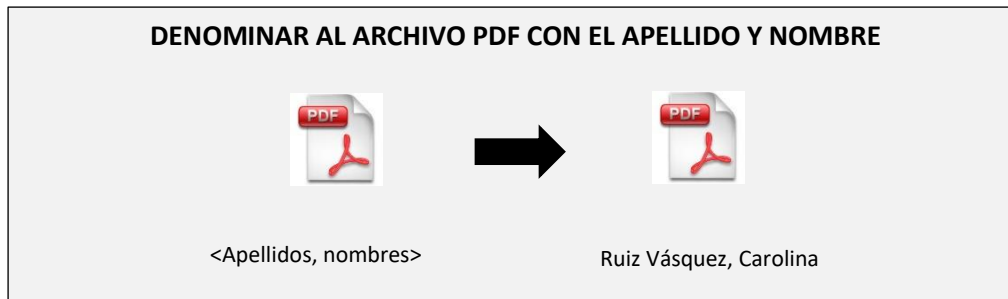 DENOMINAR AL ARCHIVO PDF CON EL APELLIDO Y NOMBRE
PDF
PDF
<Apellidos, nombres>
Ruiz Vásquez, Carolina